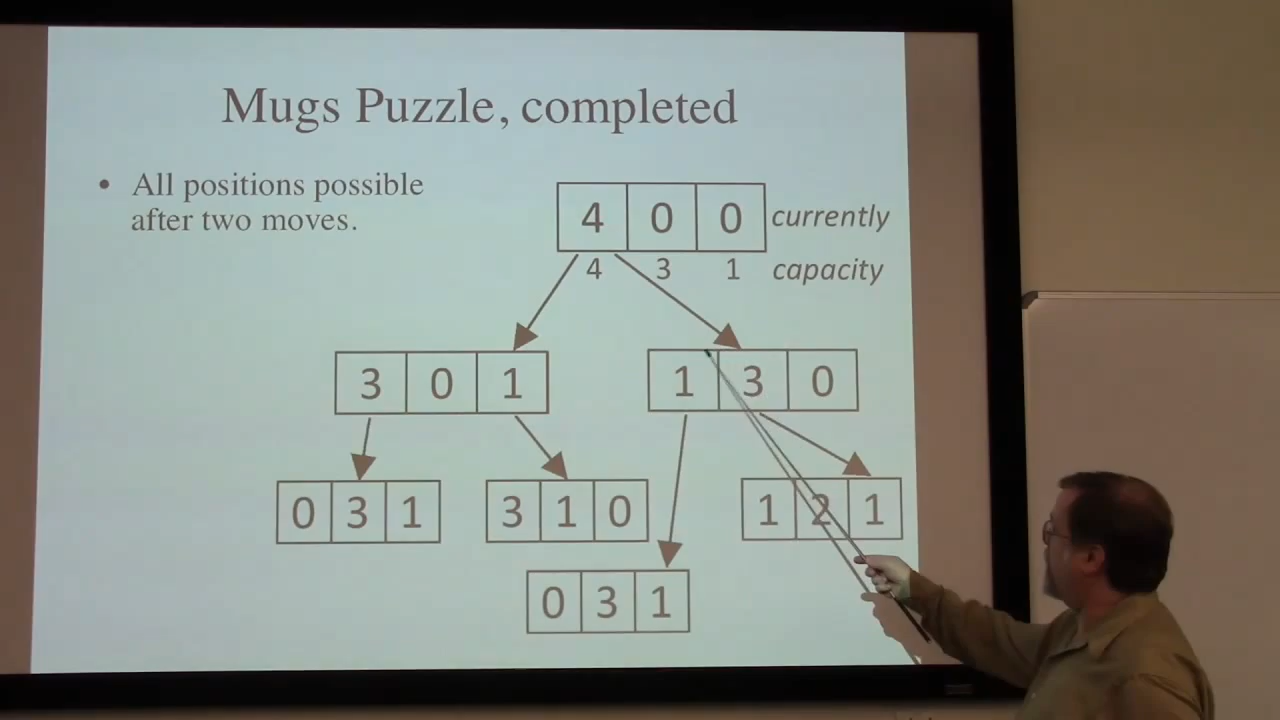 Mugs Puzzle, completed
• All positions possible
after two moves.
4 0 0 currently
4 3 1 capacity
3 0 1
1 3 0
0 3 1
3 1 0
1 2 1
0 3 1